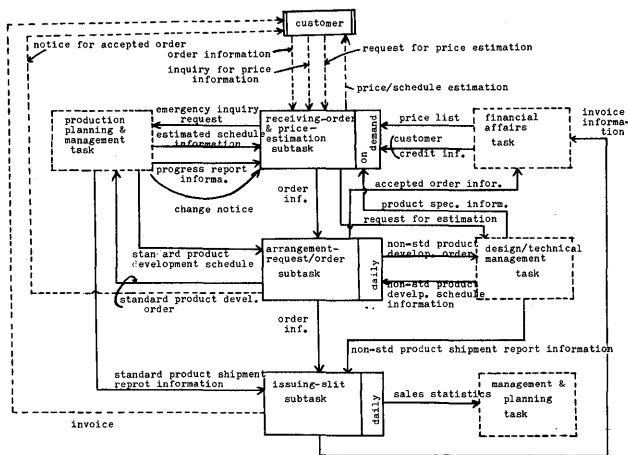 customer
notice for accepted order
order information
request for price estimation
inquiry for price
information
price/schedule estimation
invoice
informa-
tion
production
planning &
management
task
emergency inquiry
request
estimated schedule
information
progress report
informa.
change notice
receiving-order
& price-
estimation
subtask
on demand
price list
customer
credit inf.
financial
affairs
task
order
inf.
accepted order infor.
product spec. inform.
request for estimation
standard product
development schedule
arrangement-
request/order
subtask
daily
non-std product
develop. order
non-std product
develp. schedule
information
design/technical
management
task
standard product devel.
order
order
inf.
non-std product shipment report information
standard product shipment
reprot information
issuing-slit
subtask
daily
sales statistics
management &
planning
task
invoice